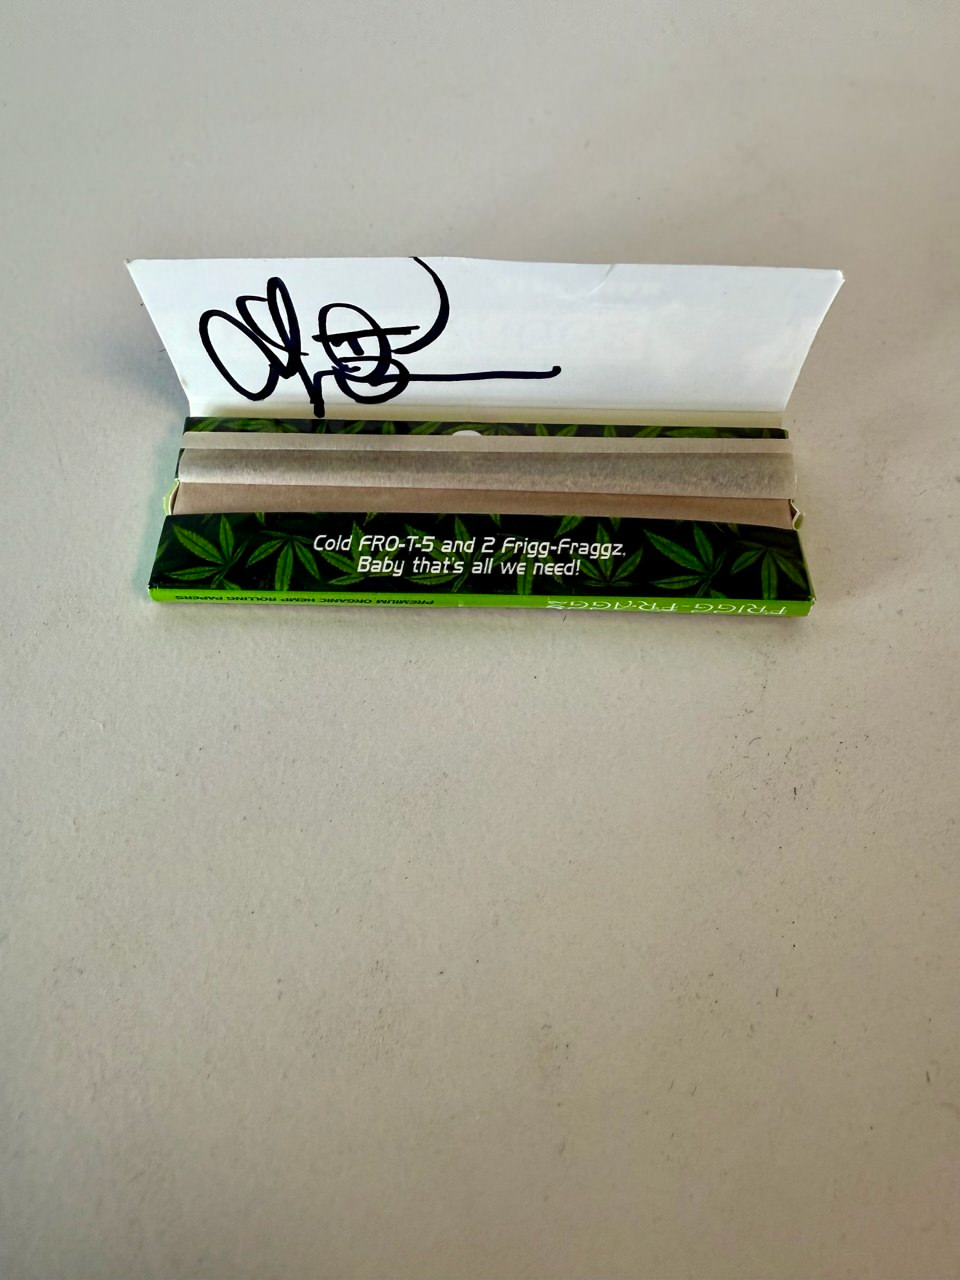 Cold FRO-T-5 and 2 Frigg-Fraggz.
Baby that's all we need!
PREMIUM ORGANIC HEMP ROLLING PAPERS
FRIGG-FRAGGZ